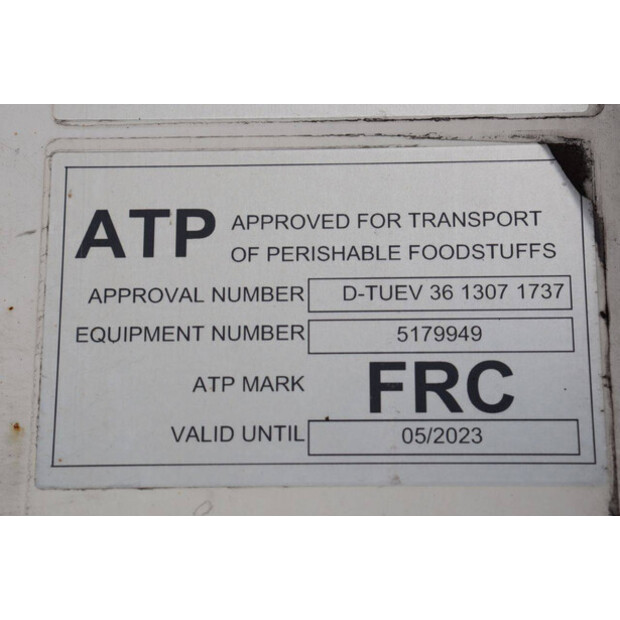 ATP APPROVED FOR TRANSPORT
OF PERISHABLE FOODSTUFFS
APPROVAL NUMBER D-TUEV 36 1307 1737
EQUIPMENT NUMBER 5179949
ATP MARK FRC
VALID UNTIL 05/2023